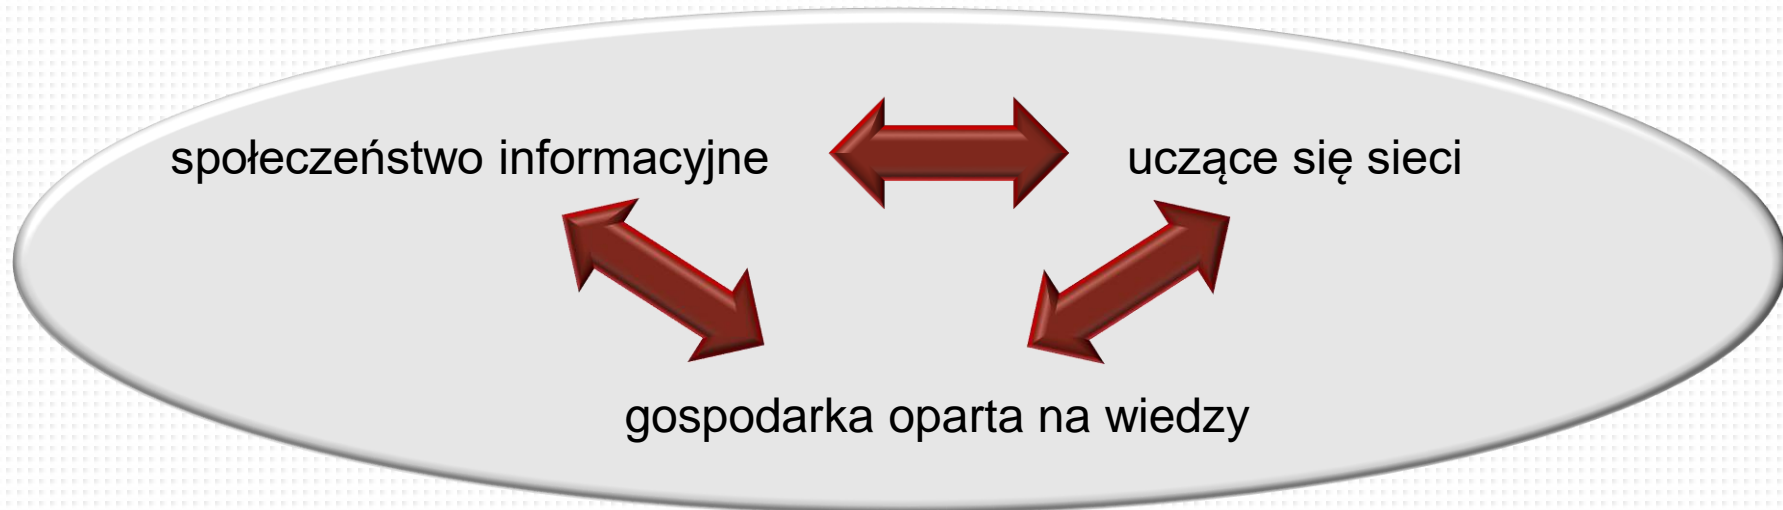 społeczeństwo informacyjne
uczące się sieci
gospodarka oparta na wiedzy